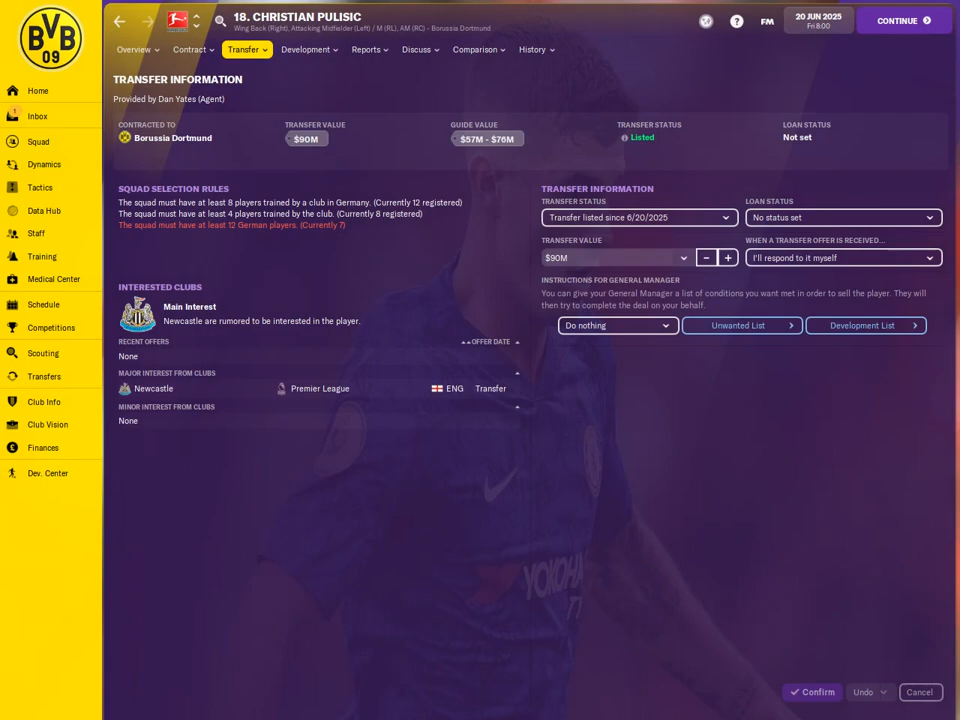 BVB
09
18. CHRISTIAN PULISIC
Wing Back (Right), Attacking Midfielder (Left) / M (RL), AM (RC) - Borussia Dortmund
FM
20 JUN 2025
Fri 8:00
CONTINUE
Overview
Contract
Transfer
Development
Reports
Discuss
Comparison
History
1
Home
Inbox
Squad
Dynamics
Tactics
Data Hub
Staff
Training
Medical Center
Schedule
Competitions
Scouting
Transfers
Club Info
Club Vision
Finances
Dev. Center
TRANSFER INFORMATION
Provided by Dan Yates (Agent)
CONTRACTED TO
Borussia Dortmund
TRANSFER VALUE
$90M
GUIDE VALUE
$57M - $76M
TRANSFER STATUS
Listed
LOAN STATUS
Not set
SQUAD SELECTION RULES
The squad must have at least 8 players trained by a club in Germany. (Currently 12 registered)
The squad must have at least 4 players trained by the club. (Currently 8 registered)
The squad must have at least 12 German players. (Currently 7)
INTERESTED CLUBS
Main Interest
Newcastle are rumored to be interested in the player.
RECENT OFFERS
OFFER DATE
None
MAJOR INTEREST FROM CLUBS
Newcastle
Premier League
ENG
Transfer
MINOR INTEREST FROM CLUBS
None
TRANSFER INFORMATION
TRANSFER STATUS
Transfer listed since 6/20/2025
LOAN STATUS
No status set
TRANSFER VALUE
$90M
WHEN A TRANSFER OFFER IS RECEIVED...
I'll respond to it myself
INSTRUCTIONS FOR GENERAL MANAGER
You can give your General Manager a list of conditions you want met in order to sell the player. They will
then try to complete the deal on your behalf.
Do nothing
Unwanted List
Development List
YOKOHA
Confirm
Undo
Cancel